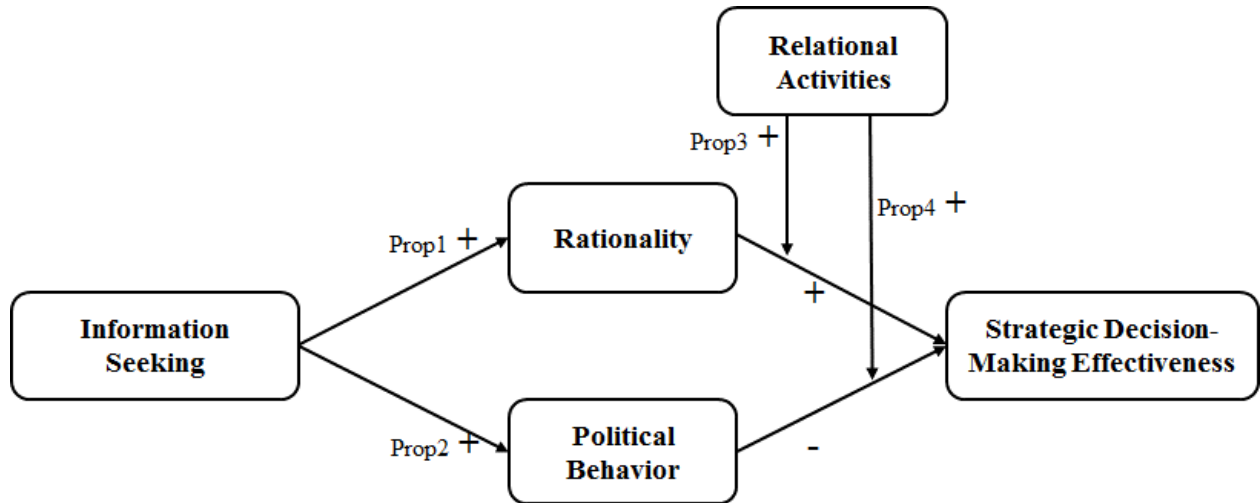 Relational
Activities
Prop3 +
Prop4 +
Rationality
Prop1 +
+
Information
Seeking
Strategic Decision-
Making Effectiveness
Prop2 +
Political
Behavior
-